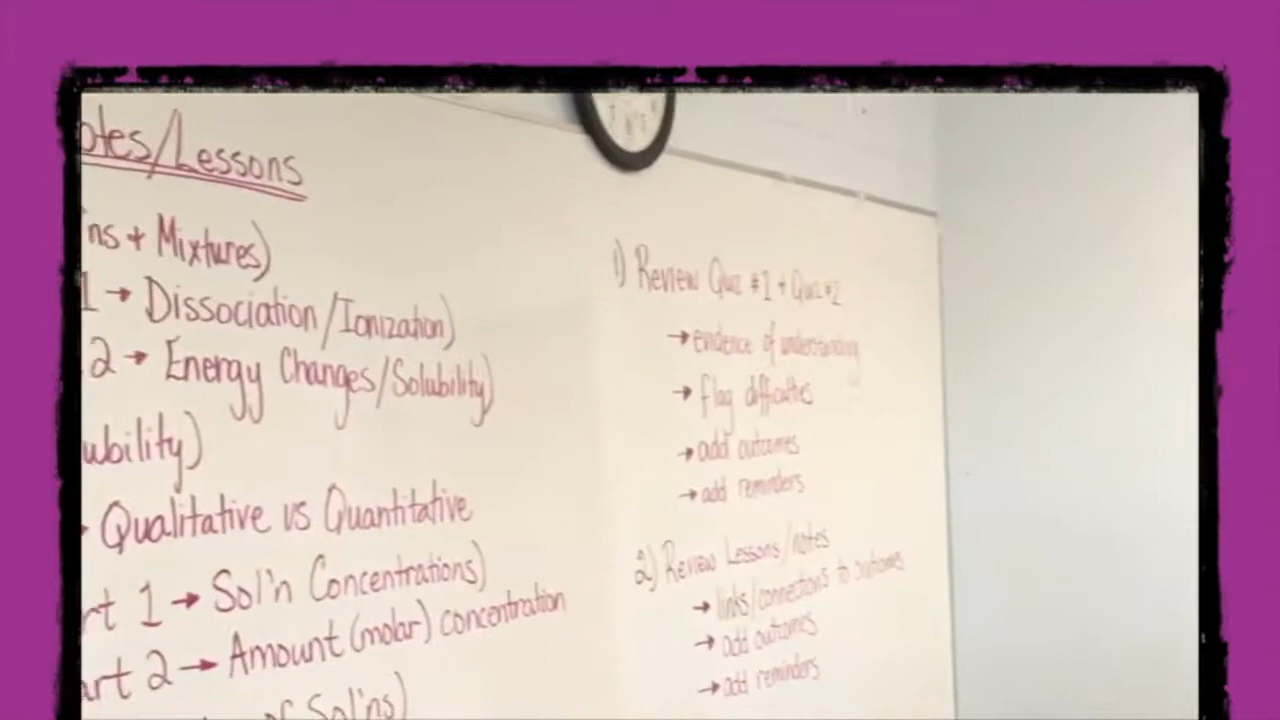 otes/Lessons
ns + Mixtures)
1 → Dissociation/Ionization)
2 → Energy Changes/Solubility)
ubility)
Qualitative vs Quantitative
rt 1 → Sol'n Concentrations)
art 2 → Amount (molar) concentration
of Sol'ns)
1) Review Quiz #1 + Quiz #2
→ evidence of understanding
→ flag difficulties
→ add outcomes
→ add reminders
2) Review Lessons/notes
→ links/connections to outcomes
→ add outcomes
→ add reminders